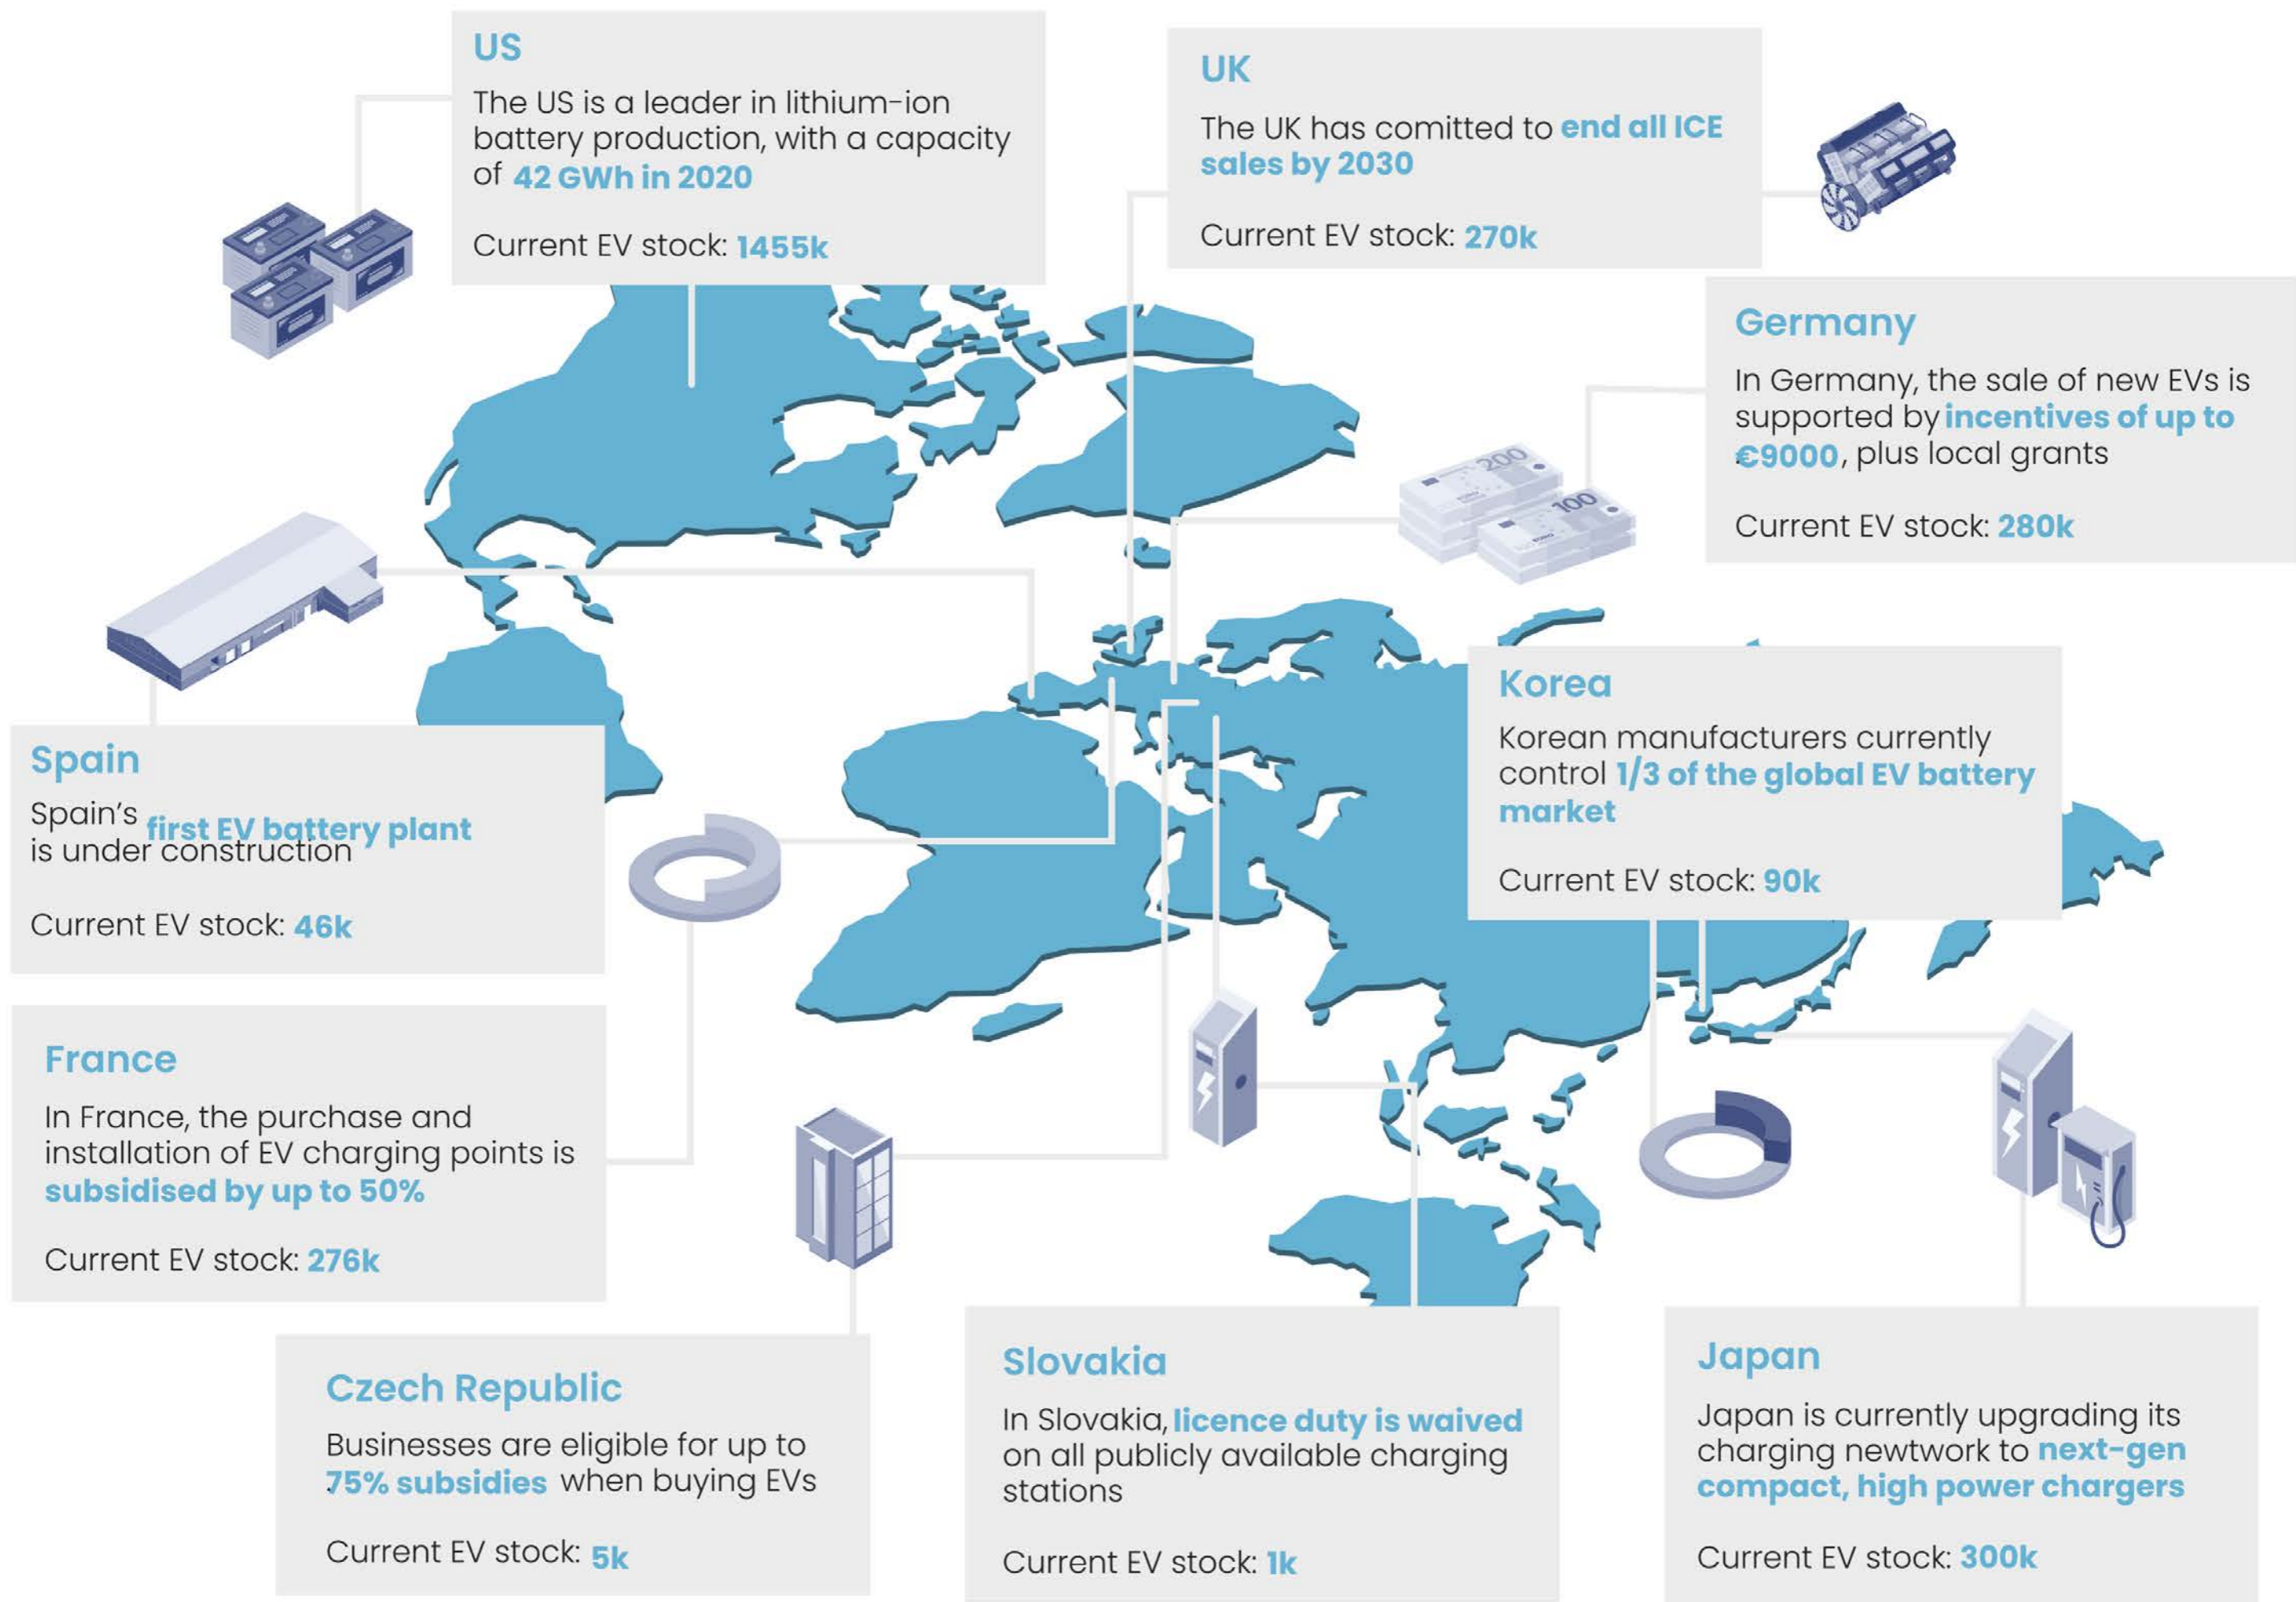 US
The US is a leader in lithium-ion
battery production, with a capacity
of 42 GWh in 2020
Current EV stock: 1455k
UK
The UK has comitted to end all ICE
sales by 2030
Current EV stock: 270k
Germany
In Germany, the sale of new EVs is
supported by incentives of up to
€9000, plus local grants
Current EV stock: 280k
200
100
Korea
Korean manufacturers currently
control 1/3 of the global EV battery
market
Current EV stock: 90k
Spain
Spain's first EV battery plant
is under construction
Current EV stock: 46k
France
In France, the purchase and
installation of EV charging points is
subsidised by up to 50%
Current EV stock: 276k
Czech Republic
Businesses are eligible for up to
75% subsidies when buying EVs
Current EV stock: 5k
Slovakia
In Slovakia, licence duty is waived
on all publicly available charging
stations
Current EV stock: 1k
Japan
Japan is currently upgrading its
charging newtwork to next-gen
compact, high power chargers
Current EV stock: 300k